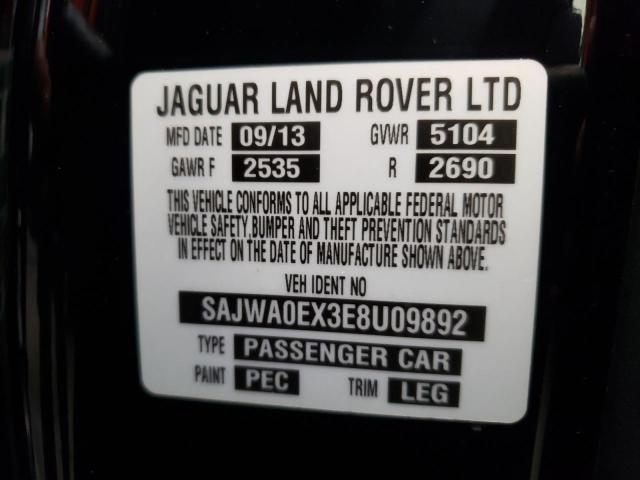 JAGUAR LAND ROVER LTD
MFD DATE 09/13 GVWR 5104
GAWR F 2535 R 2690
THIS VEHICLE CONFORMS TO ALL APPLICABLE FEDERAL MOTOR
VEHICLE SAFETY,BUMPER AND THEFT PREVENTION STANDARDS
IN EFFECT ON THE DATE OF MANUFACTURE SHOWN ABOVE.
VEH IDENT NO
SAJWA0EX3E8U09892
TYPE PASSENGER CAR
PAINT PEC TRIM LEG